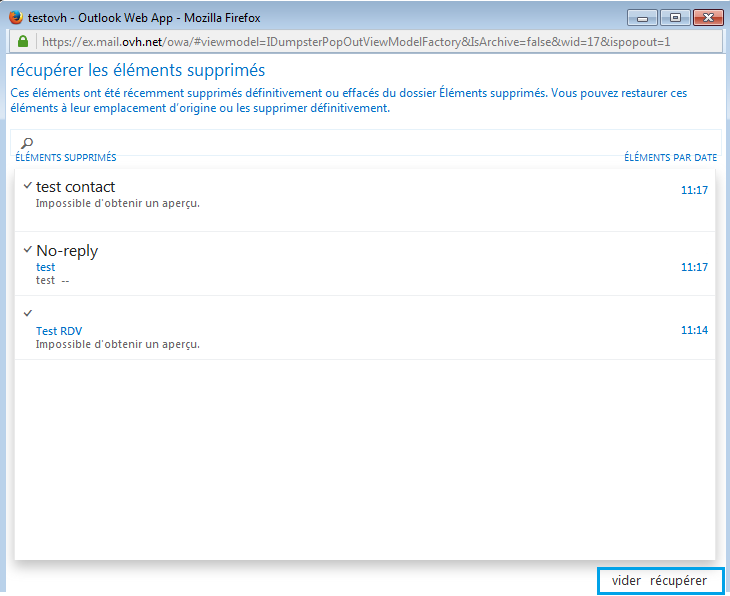 testovh - Outlook Web App - Mozilla Firefox
https://ex.mail.ovh.net/owa/#viewmodel=IDumpsterPopOutViewModelFactory&IsArchive=false&wid=17&ispopout=1
récupérer les éléments supprimés
Ces éléments ont été récemment supprimés définitivement ou effacés du dossier Éléments supprimés. Vous pouvez restaurer ces
éléments à leur emplacement d'origine ou les supprimer définitivement.
ÉLÉMENTS SUPPRIMÉS ÉLÉMENTS PAR DATE
test contact 11:17
Impossible d'obtenir un aperçu.
No-reply
test 11:17
test --
Test RDV 11:14
Impossible d'obtenir un aperçu.
vider récupérer